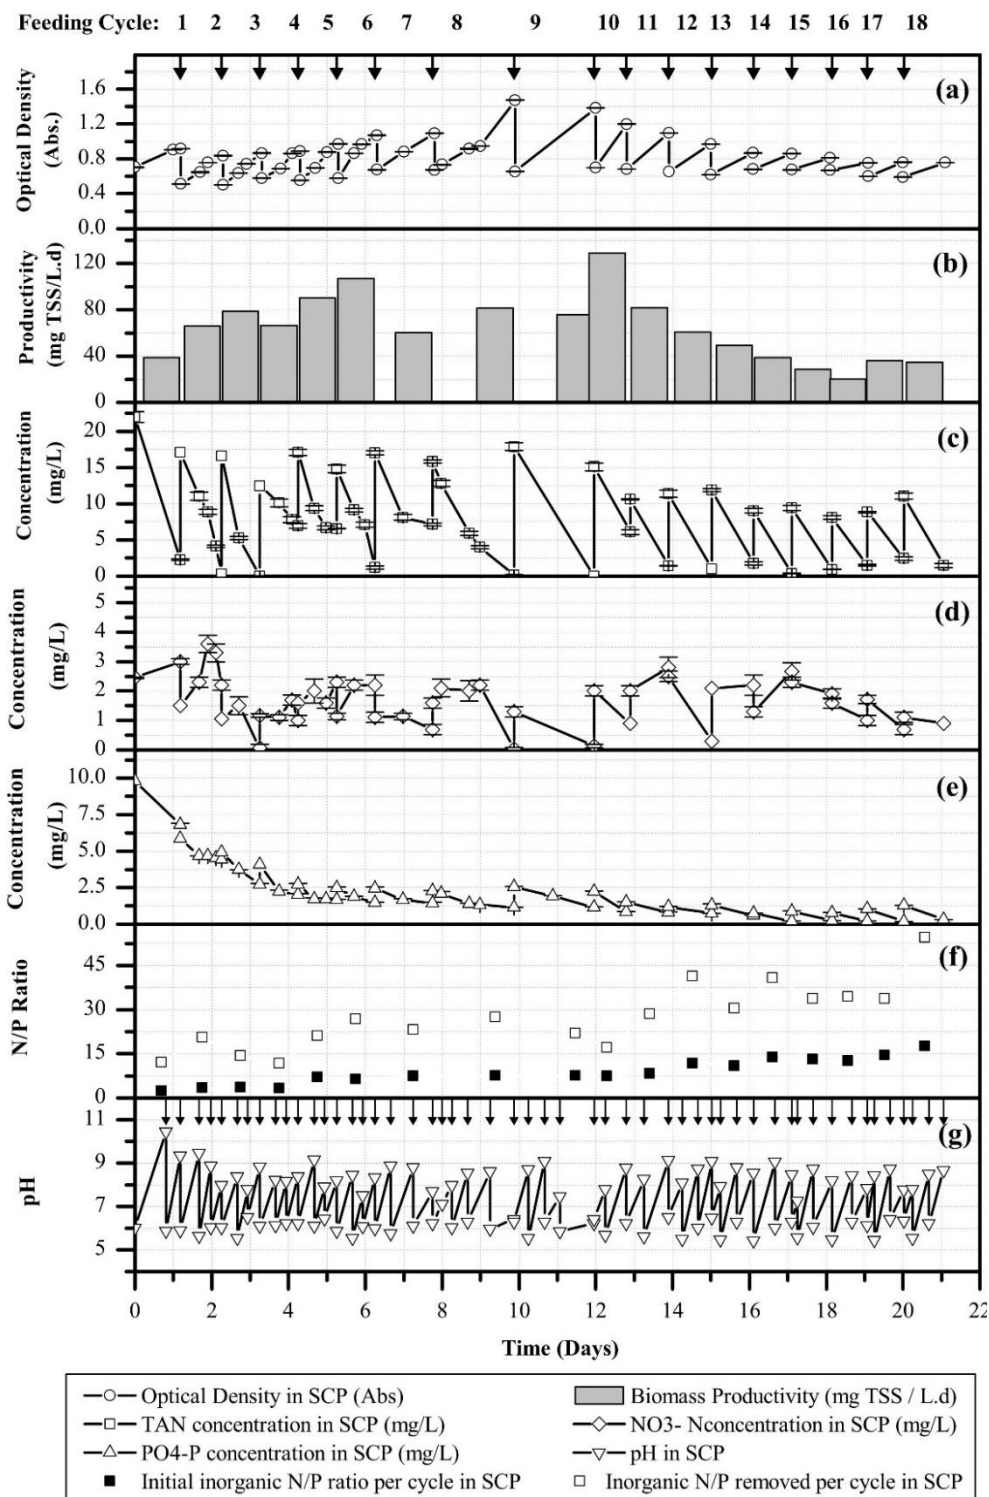 Feeding Cycle: 1 2 3 4 5 6 7 8 9 10 11 12 13 14 15 16 17 18
Optical Density
(Abs.)
1.6
1.2
0.8
0.4
0.0
(a)
Productivity
(mg TSS/L.d)
120
80
40
0
(b)
Concentration
(mg/L)
20
15
10
5
0
(c)
Concentration
(mg/L)
5
4
3
2
1
0
(d)
Concentration
(mg/L)
10.0
7.5
5.0
2.5
0.0
(e)
N/P Ratio
45
30
15
0
(f)
pH
11
9
7
5
(g)
0 2 4 6 8 10 12 14 16 18 20 22
Time (Days)
Optical Density in SCP (Abs)
Biomass Productivity (mg TSS / L.d)
TAN concentration in SCP (mg/L)
NO3- Nconcentration in SCP (mg/L)
PO4-P concentration in SCP (mg/L)
pH in SCP
Initial inorganic N/P ratio per cycle in SCP
Inorganic N/P removed per cycle in SCP